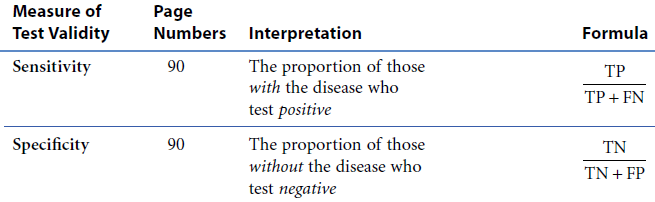 Measure of Page
Test Validity Numbers Interpretation Formula
Sensitivity 90 The proportion of those
with the disease who
test positive
TP
TP + FN
Specificity 90 The proportion of those
without the disease who
test negative
TN
TN + FP